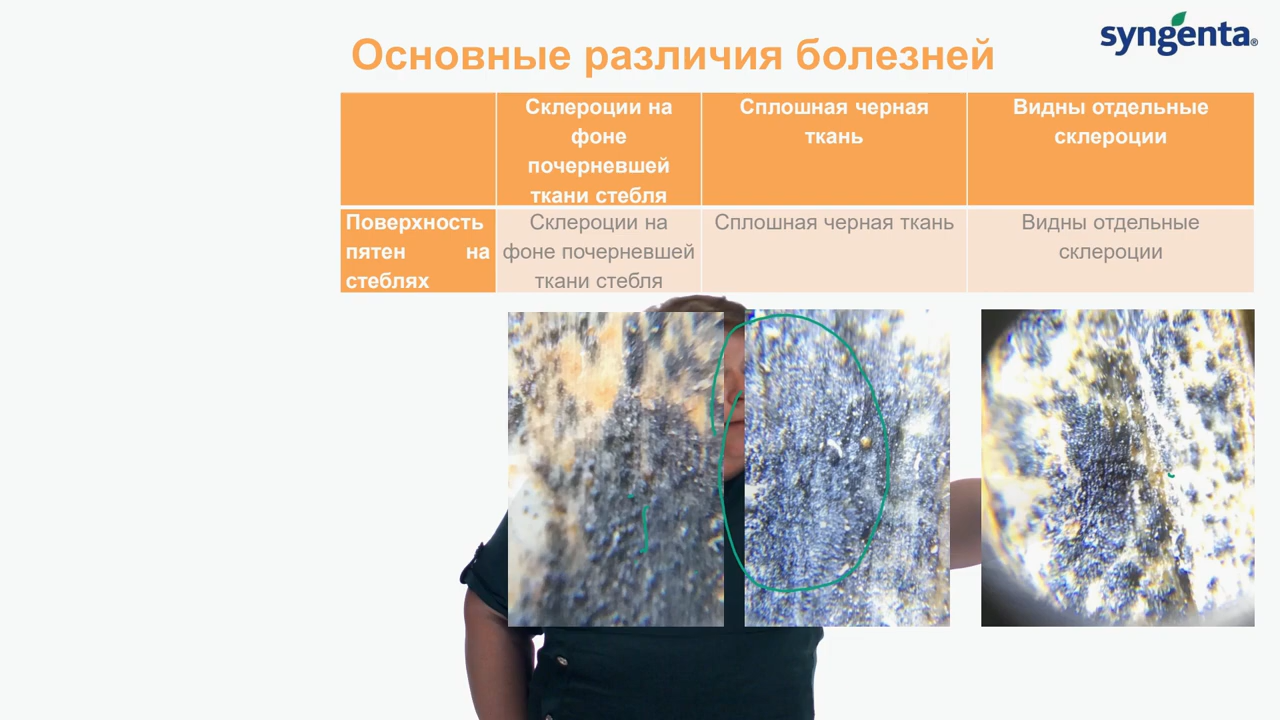 Основные различия болезней
syngenta®
Склероции на
фоне
почерневшей
ткани стебля
Сплошная черная
ткань
Видны отдельные
склероции
Поверхность
пятен на
стеблях
Склероции на
фоне почерневшей
ткани стебля
Сплошная черная ткань
Видны отдельные
склероции